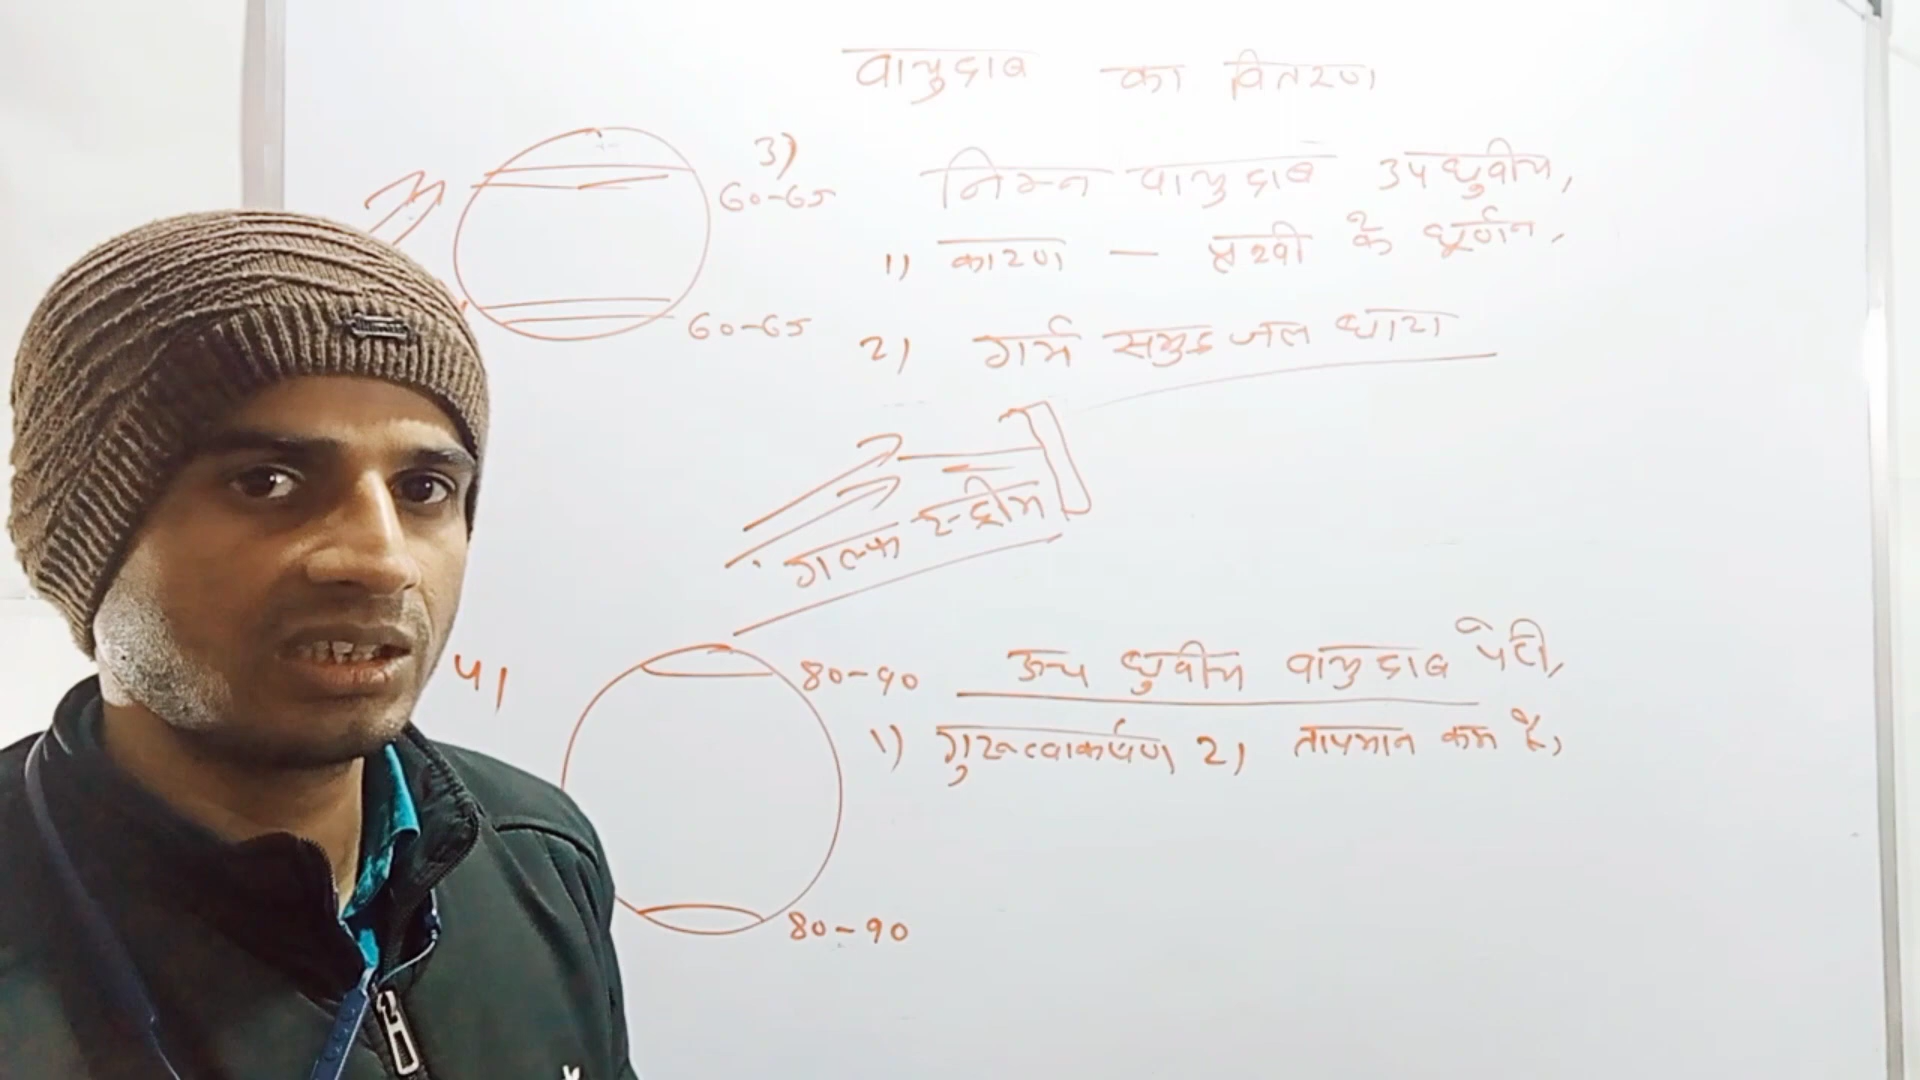 वायुदाब का वितरण
3)
60-65
निम्न वायुदाब उपध्रुवीय,
1) कारण - पृथ्वी के घूर्णन,
60-65
2) गर्म समुद्र जल धारा
गल्फ स्ट्रीम
4)
80-90
उच्च ध्रुवीय वायुदाब पेटी,
1) गुरुत्वाकर्षण 2) तापमान कम है,
80-90